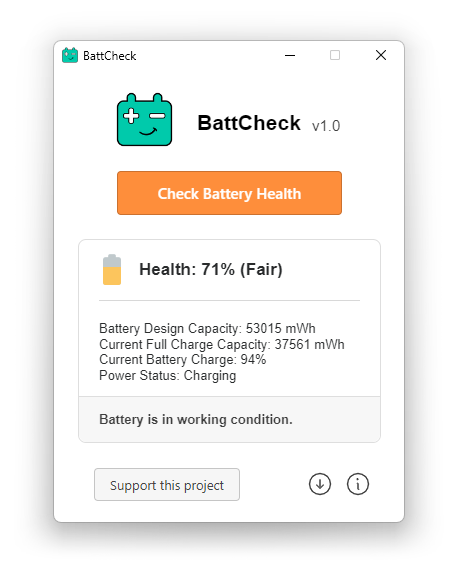 BattCheck
BattCheck v1.0
Check Battery Health
Health: 71% (Fair)
Battery Design Capacity: 53015 mWh
Current Full Charge Capacity: 37561 mWh
Current Battery Charge: 94%
Power Status: Charging
Battery is in working condition.
Support this project